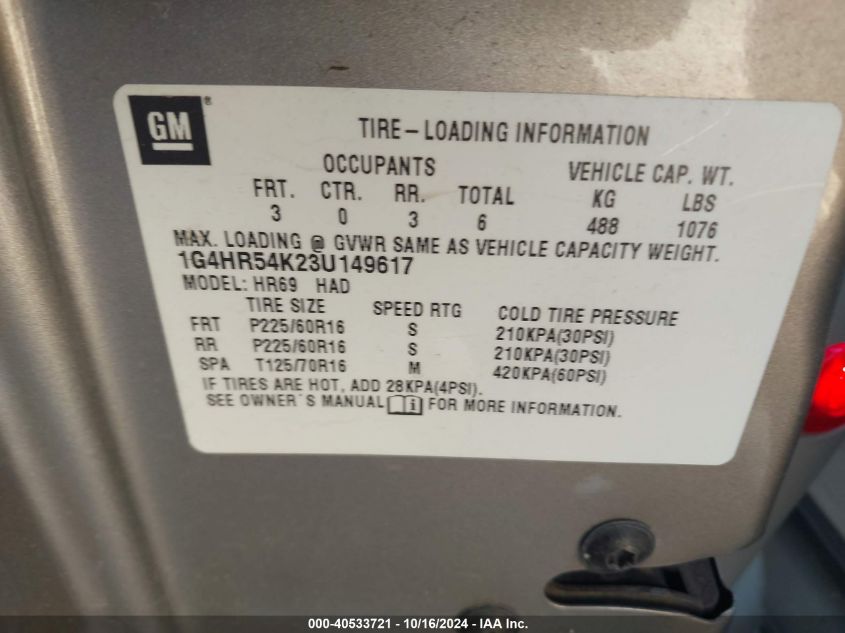 GM ®
TIRE-LOADING INFORMATION
OCCUPANTS VEHICLE CAP. WT.
FRT. CTR. RR. TOTAL KG LBS
3 0 3 6 488 1076
MAX. LOADING @ GVWR SAME AS VEHICLE CAPACITY WEIGHT.
1G4HR54K23U149617
MODEL: HR69 HAD
TIRE SIZE SPEED RTG COLD TIRE PRESSURE
FRT P225/60R16 S 210KPA(30PSI)
RR P225/60R16 S 210KPA(30PSI)
SPA T125/70R16 M 420KPA(60PSI)
IF TIRES ARE HOT, ADD 28KPA(4PSI).
SEE OWNER'S MANUAL i FOR MORE INFORMATION.
000-40533721 - 10/16/2024 - IAA Inc.